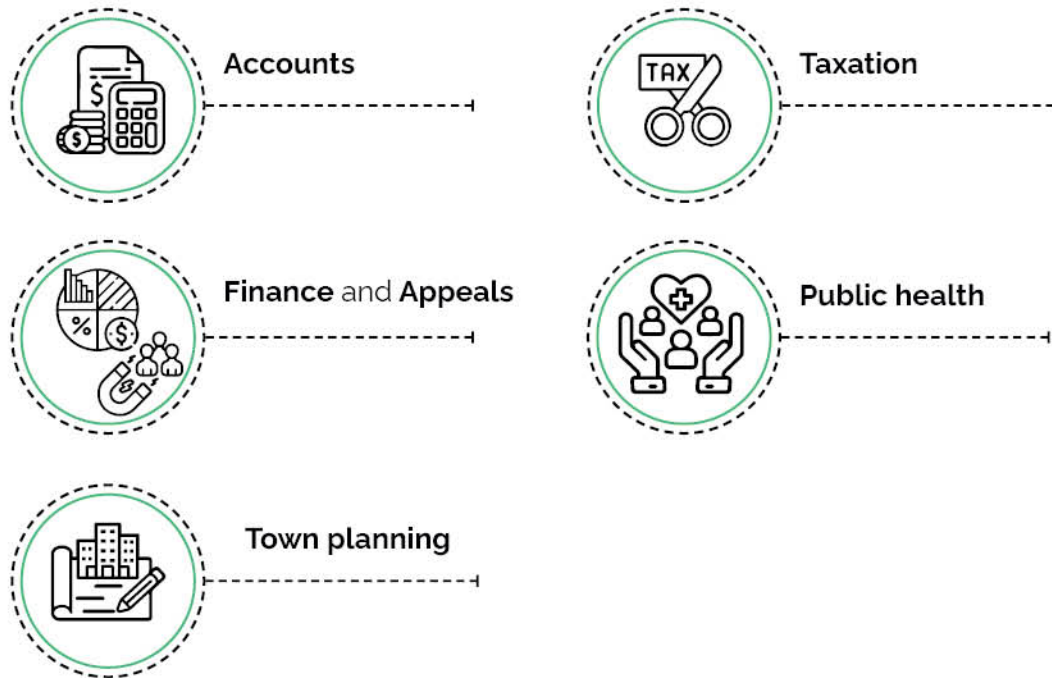 Accounts
Taxation
TAX
$
$
Finance and Appeals
%
$
Public health
Town planning